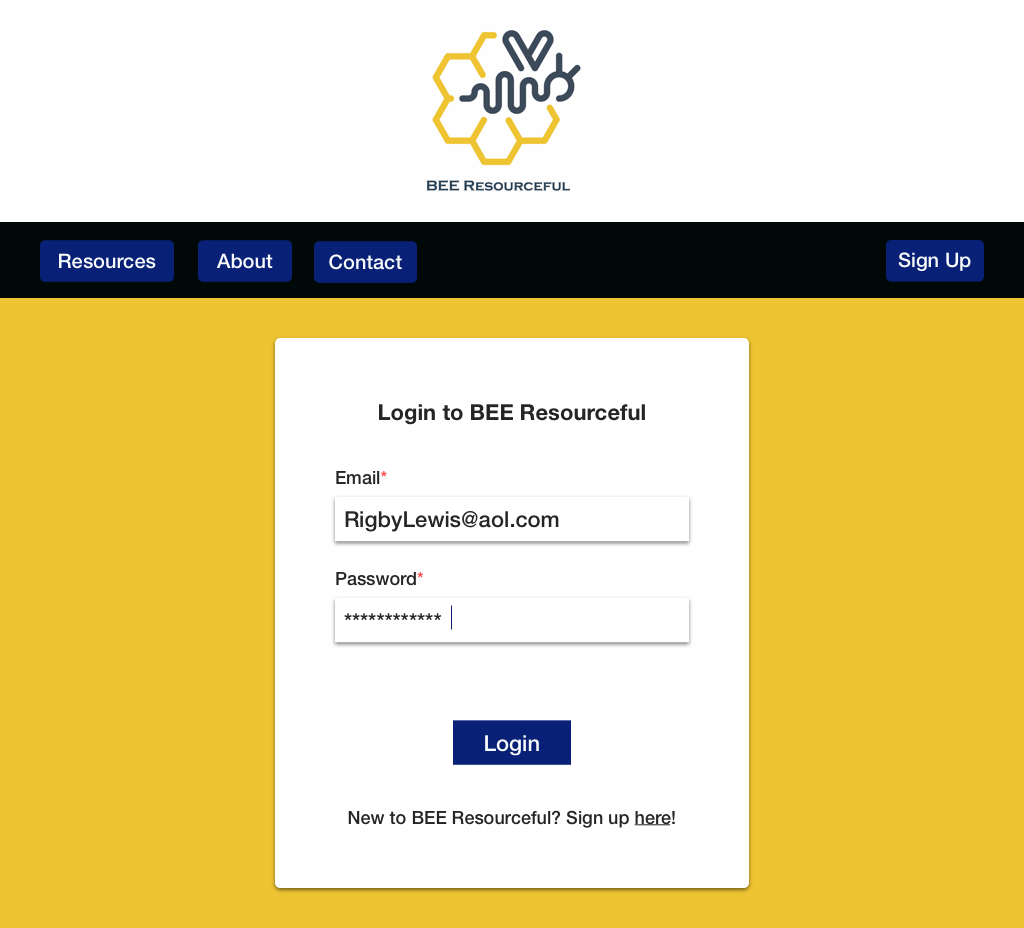 BEE Resourceful
Resources About Contact Sign Up
Login to BEE Resourceful
Email*
RigbyLewis@aol.com
Password*
************
Login
New to BEE Resourceful? Sign up here!